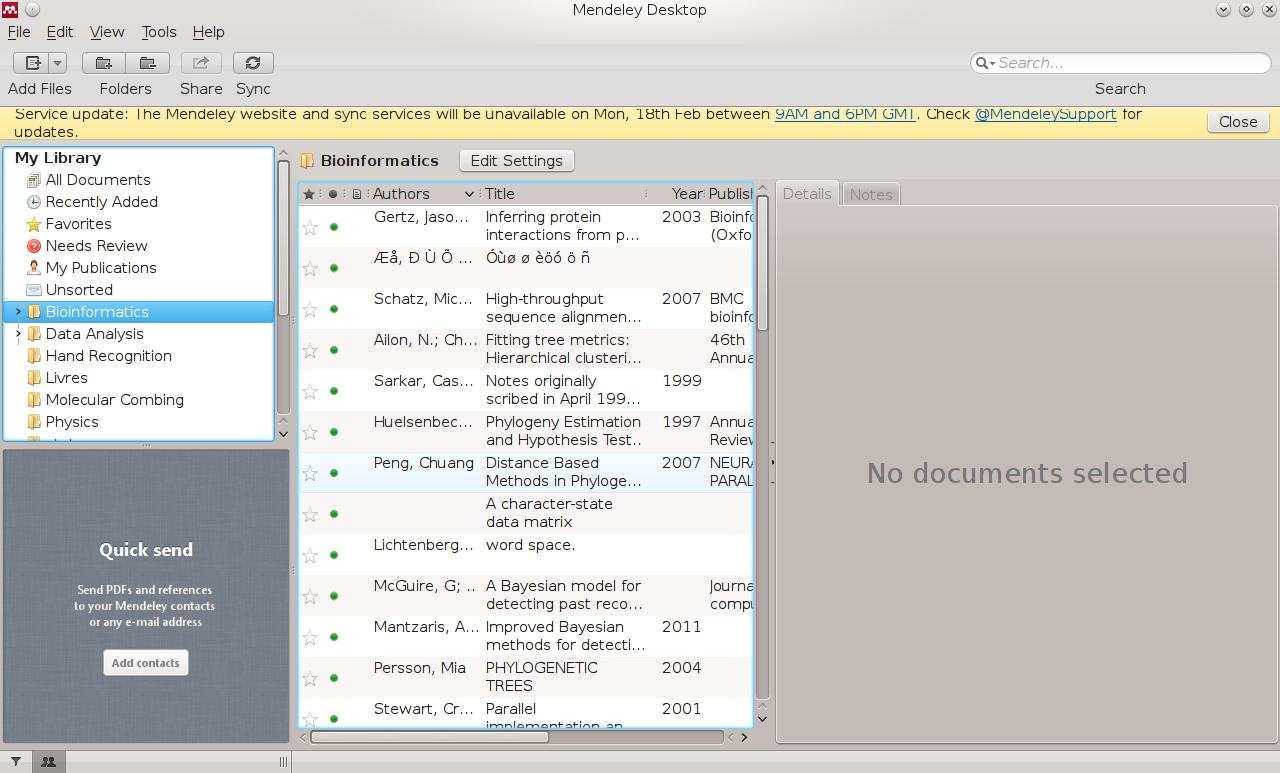 Mendeley Desktop
File Edit View Tools Help
Search...
Add Files Folders Share Sync Search
Service update: The Mendeley website and sync services will be unavailable on Mon, 18th Feb between 9AM and 6PM GMT. Check @MendeleySupport for
updates.
Close
My Library
All Documents
Recently Added
Favorites
Needs Review
My Publications
Unsorted
Bioinformatics
Data Analysis
Hand Recognition
Livres
Molecular Combing
Physics
Quick send
Send PDFs and references
to your Mendeley contacts
or any e-mail address
Add contacts
Bioinformatics Edit Settings
Authors Title Year Publish
Gertz, Jaso... Inferring protein 2003 Bioinfo
interactions from p... (Oxfo
Æå, Ð Ù Õ ... Óùø ø èöó ö ñ
Schatz, Mic... High-throughput 2007 BMC
sequence alignmen... bioinfo
Ailon, N.; Ch... Fitting tree metrics: 46th
Hierarchical clusteri... Annua
Sarkar, Cas... Notes originally 1999
scribed in April 199...
Huelsenbec... Phylogeny Estimation 1997 Annua
and Hypothesis Test... Review
Peng, Chuang Distance Based 2007 NEURA
Methods in Phyloge... PARAL
A character-state
data matrix
Lichtenberg... word space.
McGuire, G; ... A Bayesian model for Journa
detecting past reco... compu
Mantzaris, A... Improved Bayesian 2011
methods for detecti...
Persson, Mia PHYLOGENETIC 2004
TREES
Stewart, Cr... Parallel 2001
implementation an
Details Notes
No documents selected